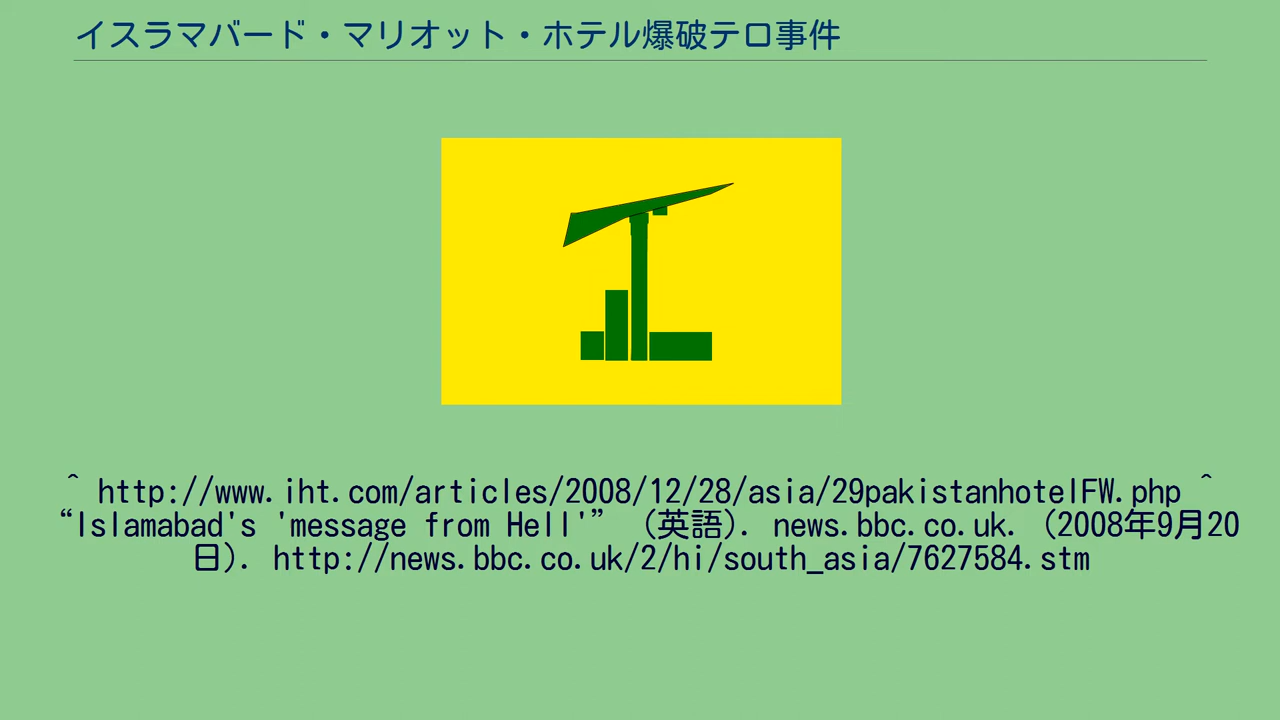 イスラマバード・マリオット・ホテル爆破テロ事件
^ http://www.iht.com/articles/2008/12/28/asia/29pakistanhotelFW.php ^
“Islamabad's 'message from Hell'” (英語). news.bbc.co.uk. (2008年9月20
日). http://news.bbc.co.uk/2/hi/south_asia/7627584.stm